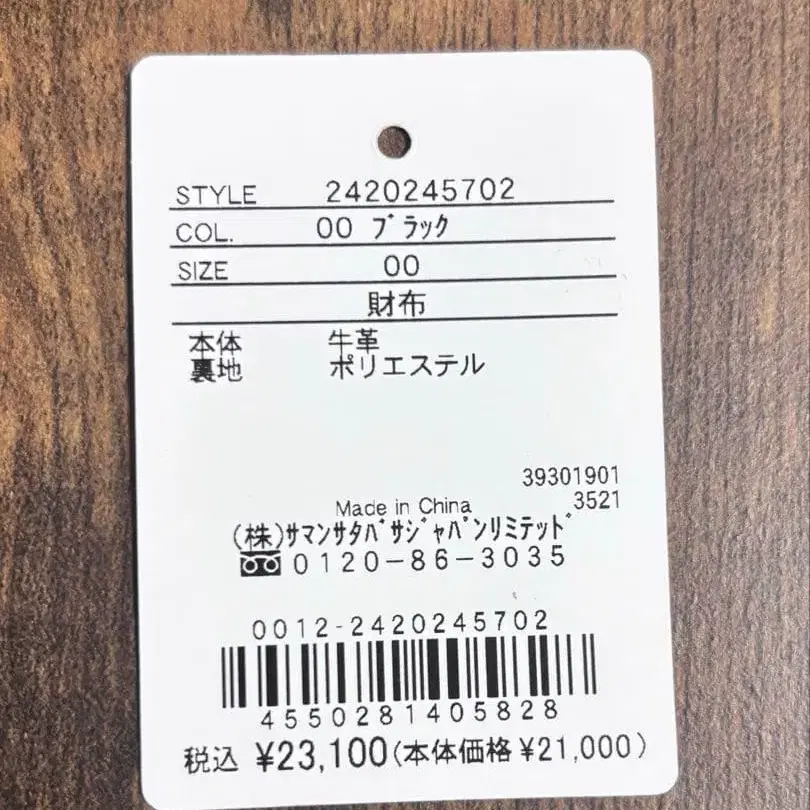 STYLE 2420245702
COL. 00 ブラック
SIZE 00
財布
本体 牛革
裏地 ポリエステル
39301901
3521
Made in China
(株)サマンサタバサジャパンリミテッド
0120-86-3035
0012-2420245702
4550281405828
税込 ¥23,100(本体価格¥21,000)